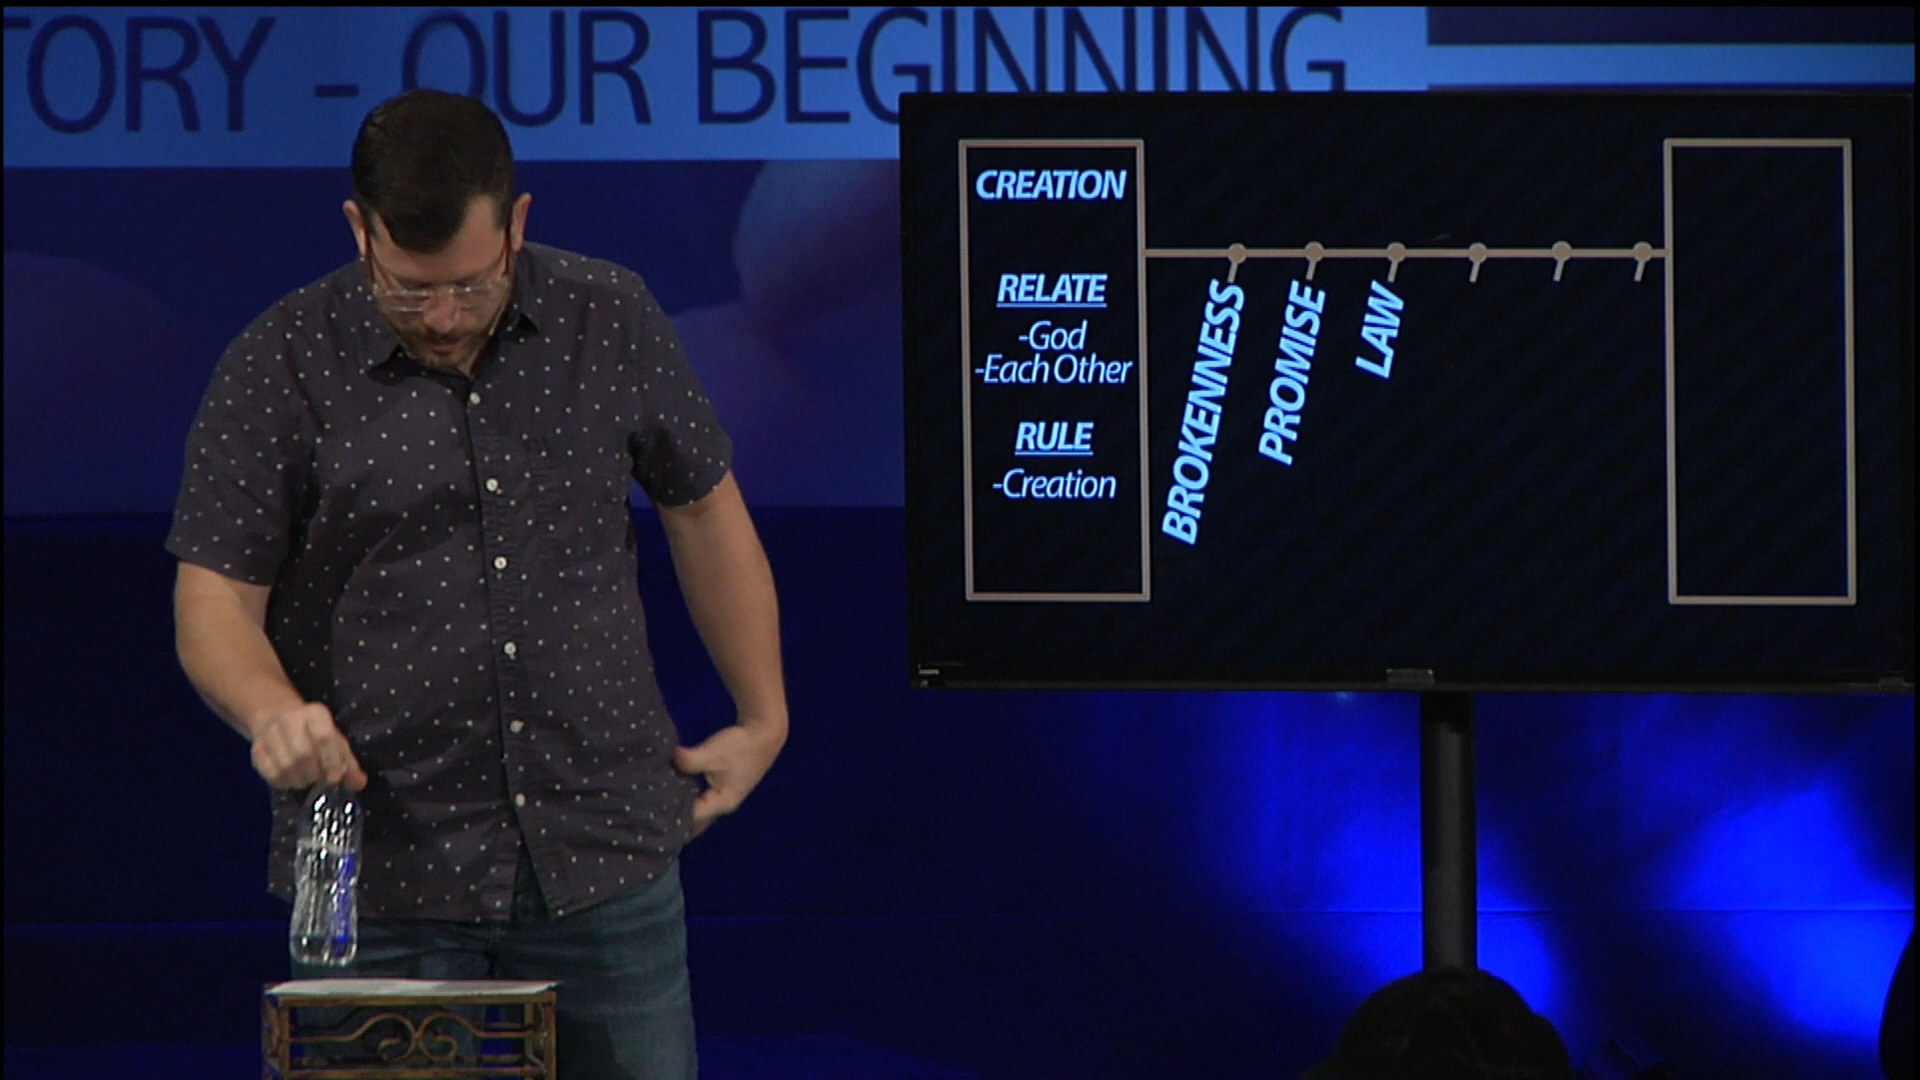 TORY - OUR BEGINNING
CREATION
RELATE
-God
-Each Other
RULE
-Creation
BROKENNESS
PROMISE
LAW